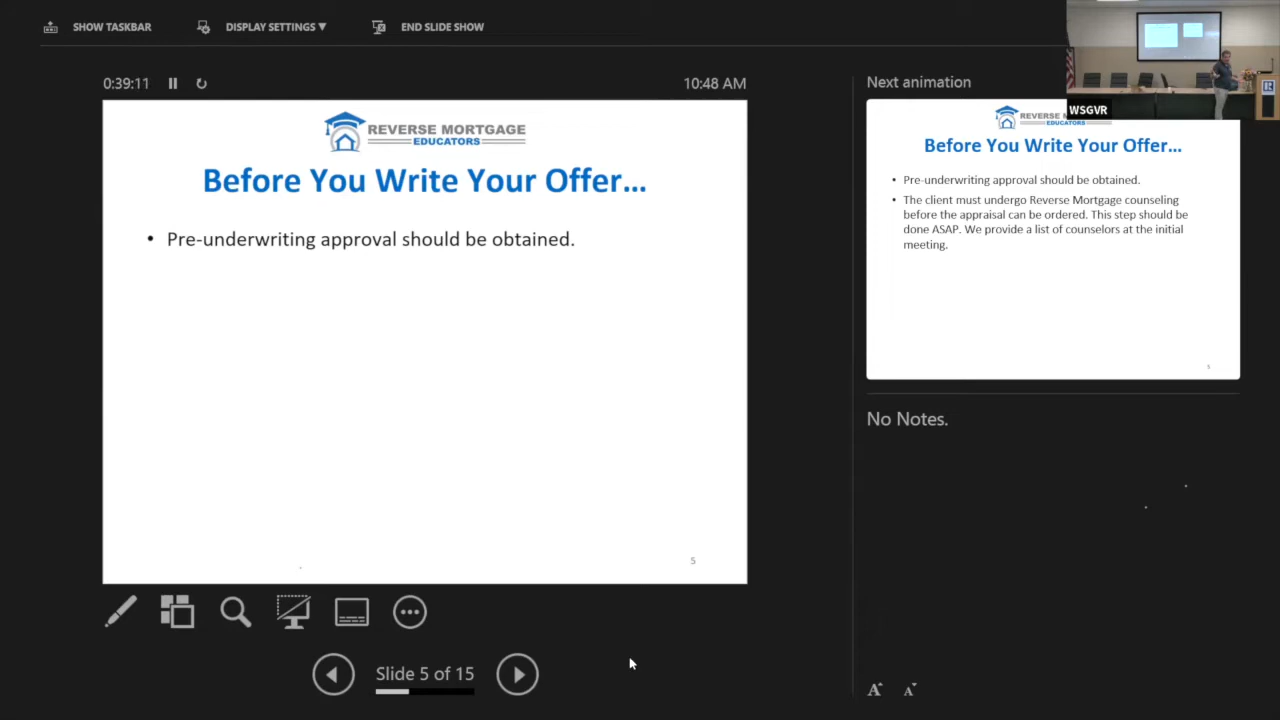 SHOW TASKBAR
DISPLAY SETTINGS ▼
END SLIDE SHOW
0:39:11
10:48 AM
REVERSE MORTGAGE
EDUCATORS
Before You Write Your Offer...
• Pre-underwriting approval should be obtained.
5
Slide 5 of 15
Next animation
WSGVR
REVERSE M
EDUCATORS
Before You Write Your Offer...
• Pre-underwriting approval should be obtained.
• The client must undergo Reverse Mortgage counseling
before the appraisal can be ordered. This step should be
done ASAP. We provide a list of counselors at the initial
meeting.
5
No Notes.
A A